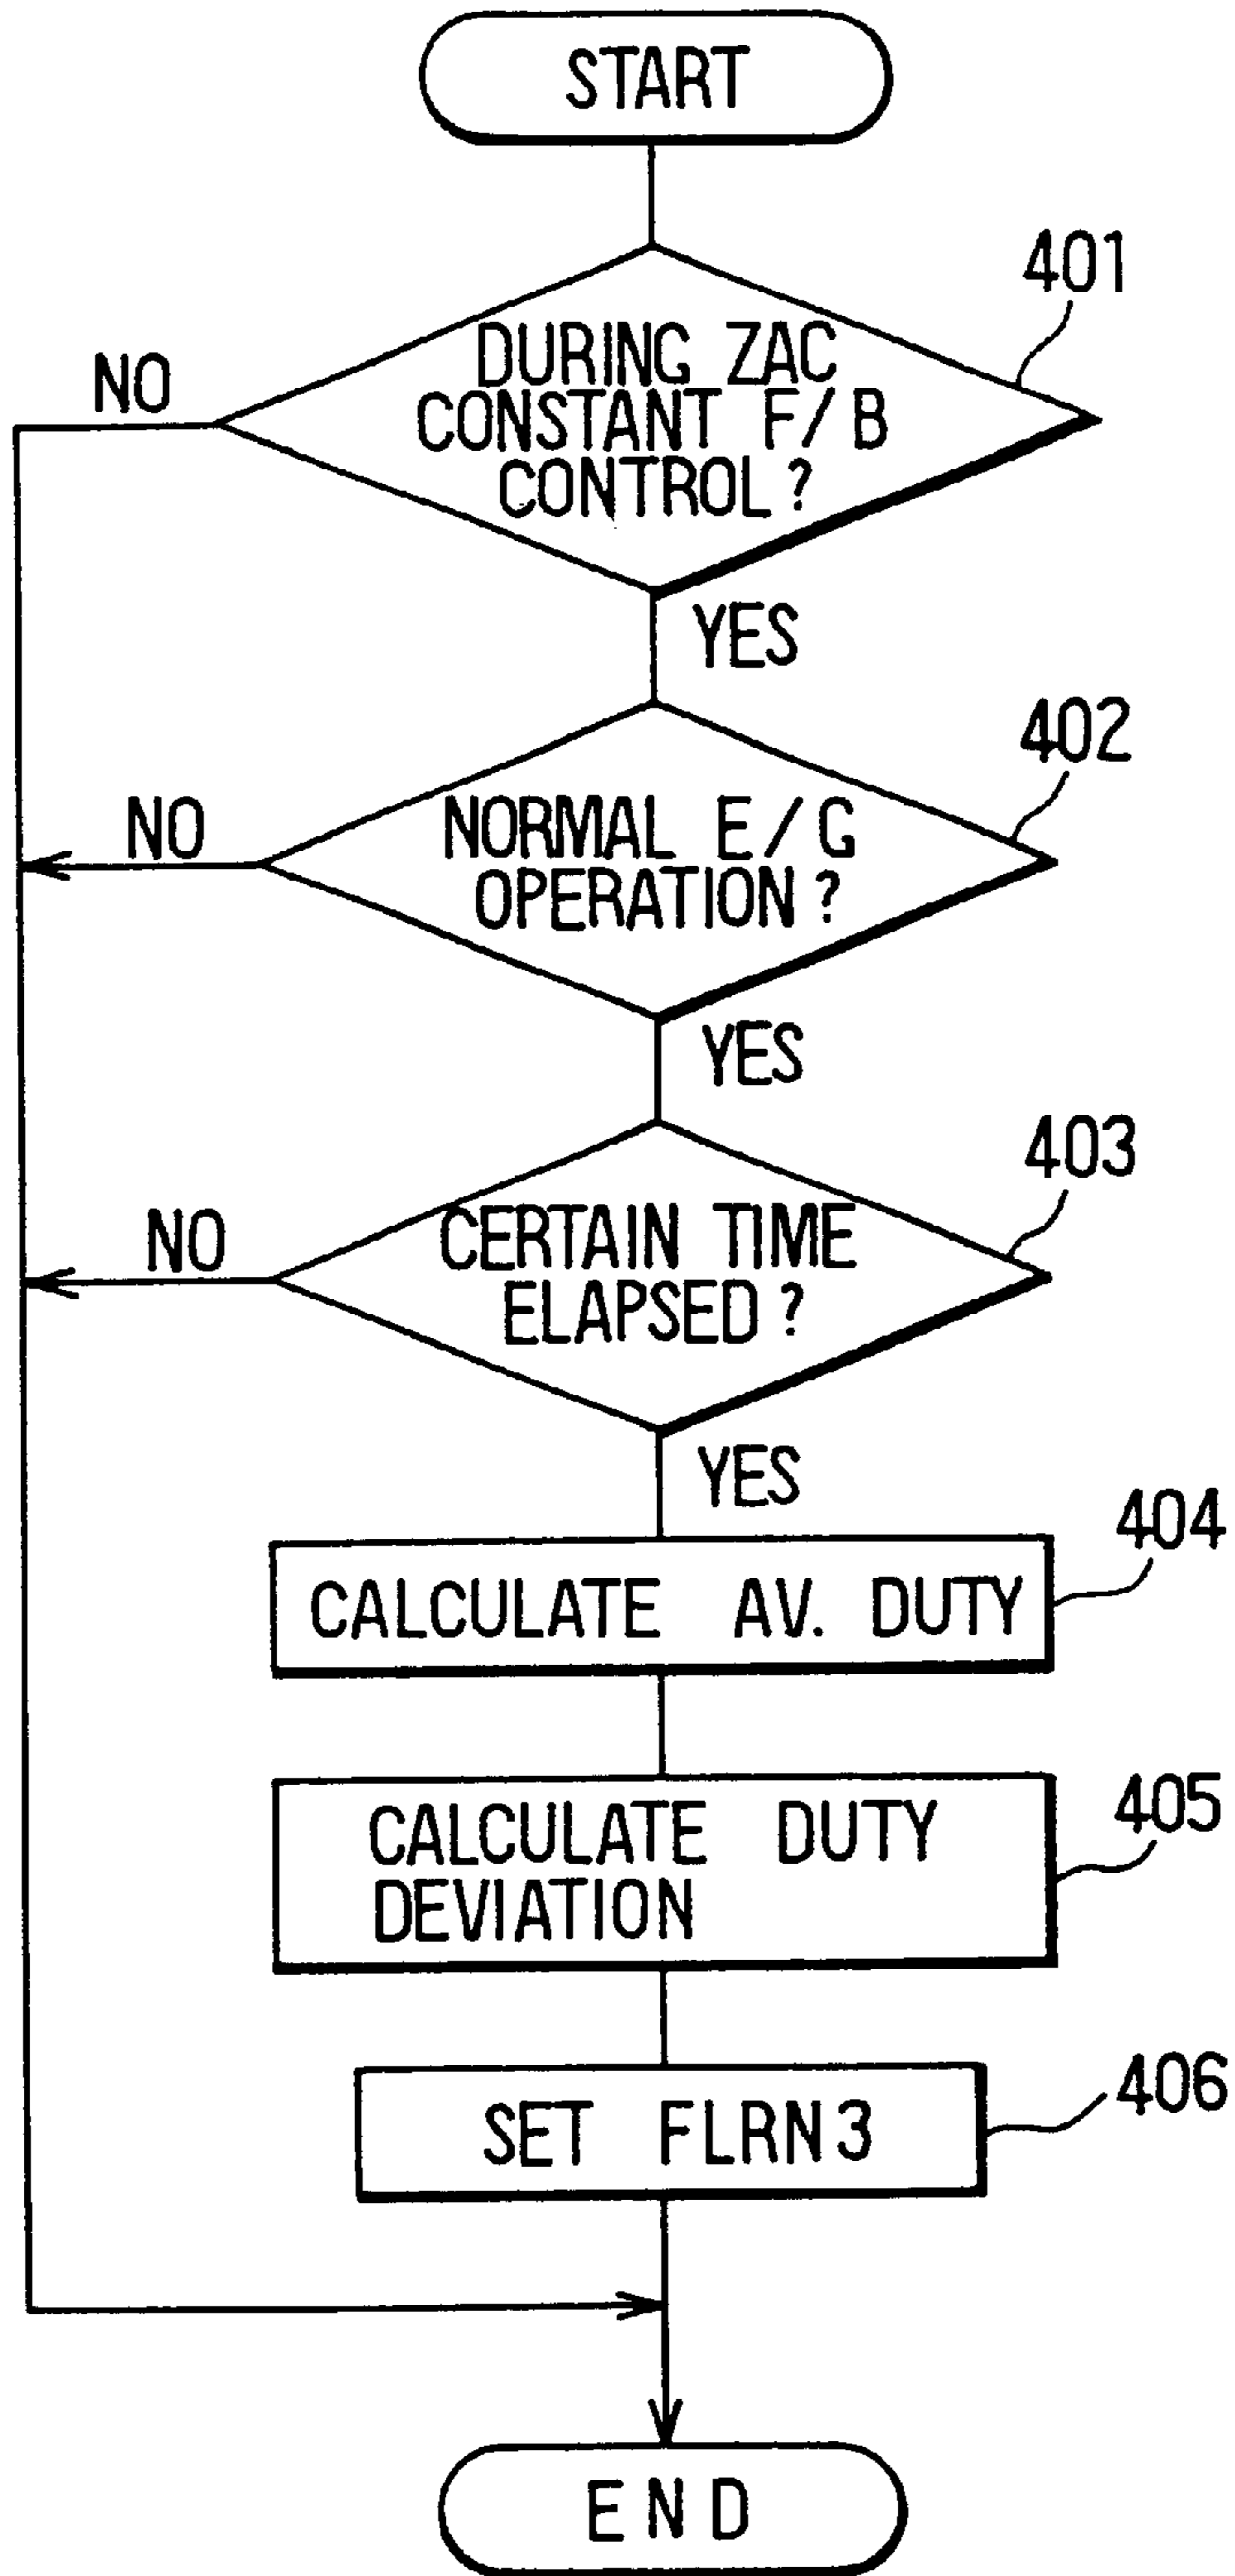 START
401
DURING ZAC
CONSTANT F/B
CONTROL?
NO
YES
402
NORMAL E/G
OPERATION?
NO
YES
403
CERTAIN TIME
ELAPSED?
NO
YES
404
CALCULATE AV. DUTY
405
CALCULATE DUTY
DEVIATION
406
SET FLRN3
END